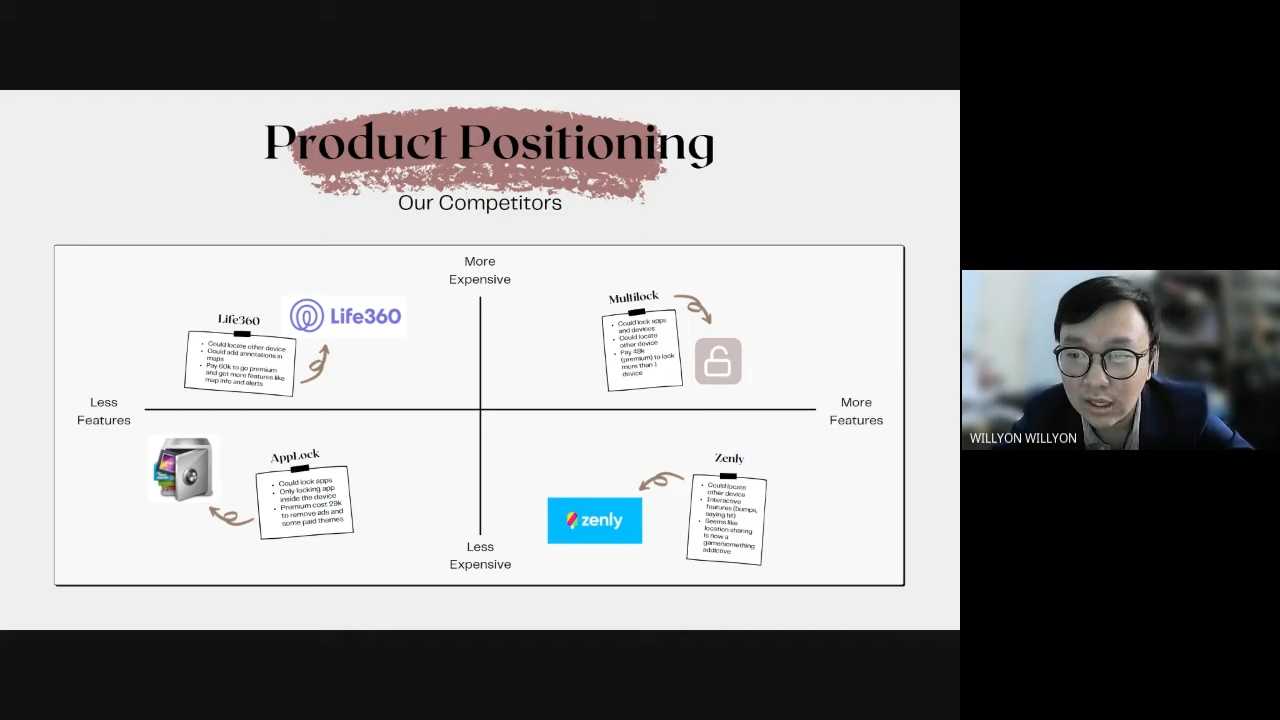 Product Positioning
Our Competitors
More
Expensive
Life360
Life360
Could locate other device
Could add annotations in
maps
Pay 60k to go premium
and get more features like
map info and alerts
Multilock
Could lock apps
and devices
Could locate
other device
Pay 48k
(premium) to lock
more than 1
device
Less
Features
More
Features
AppLock
Could lock apps
Only locking app
inside the device
Premium cost 29k
to remove ads and
some paid themes
Zenly
Could locate
other device
Interactive
features (bumps,
saying hi!)
Seems like
location sharing
is now a
game/something
addictive
zenly
Less
Expensive
WILLYON WILLYON